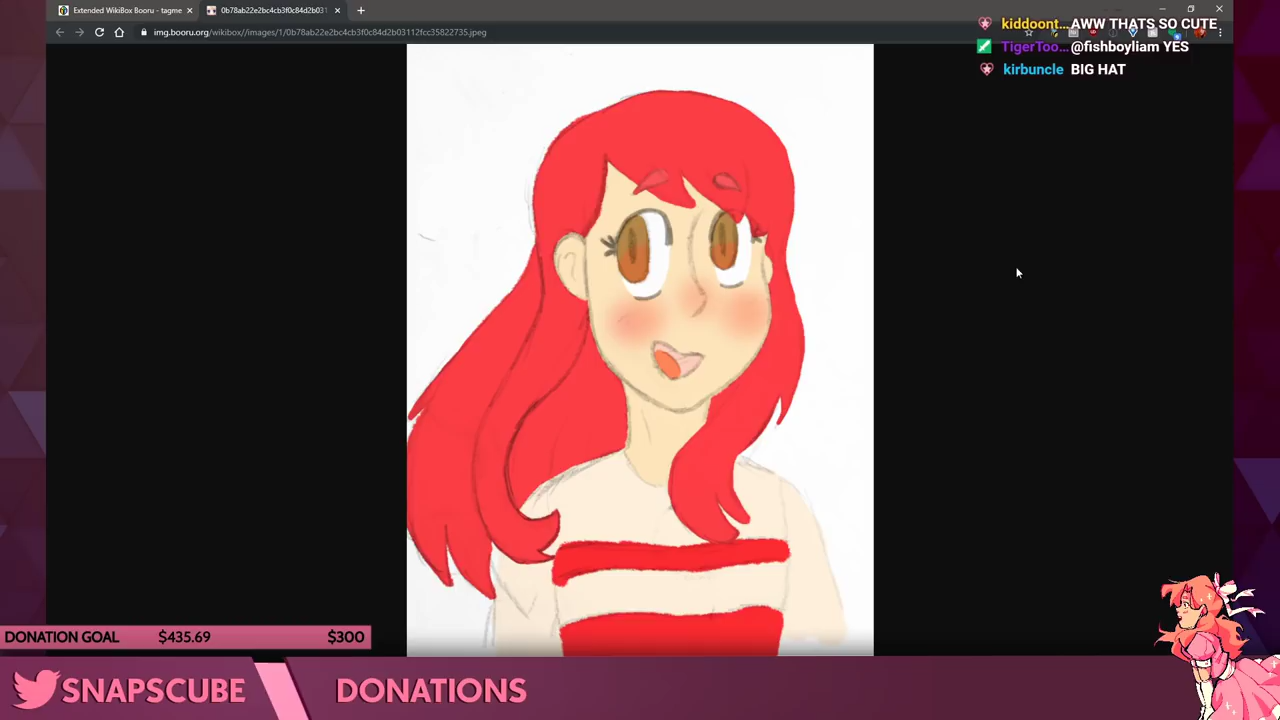 Extended WikiBox Booru - tagme
0b78ab22e2bc4cb3f0c84d2b031
img.booru.org/wikibox//images/1/0b78ab22e2bc4cb3f0c84d2b03112fcc35822735.jpeg
kiddoont... AWW THATS SO CUTE
TigerToo... @fishboyliam YES
kirbuncle BIG HAT
DONATION GOAL $435.69 $300
SNAPSCUBE DONATIONS